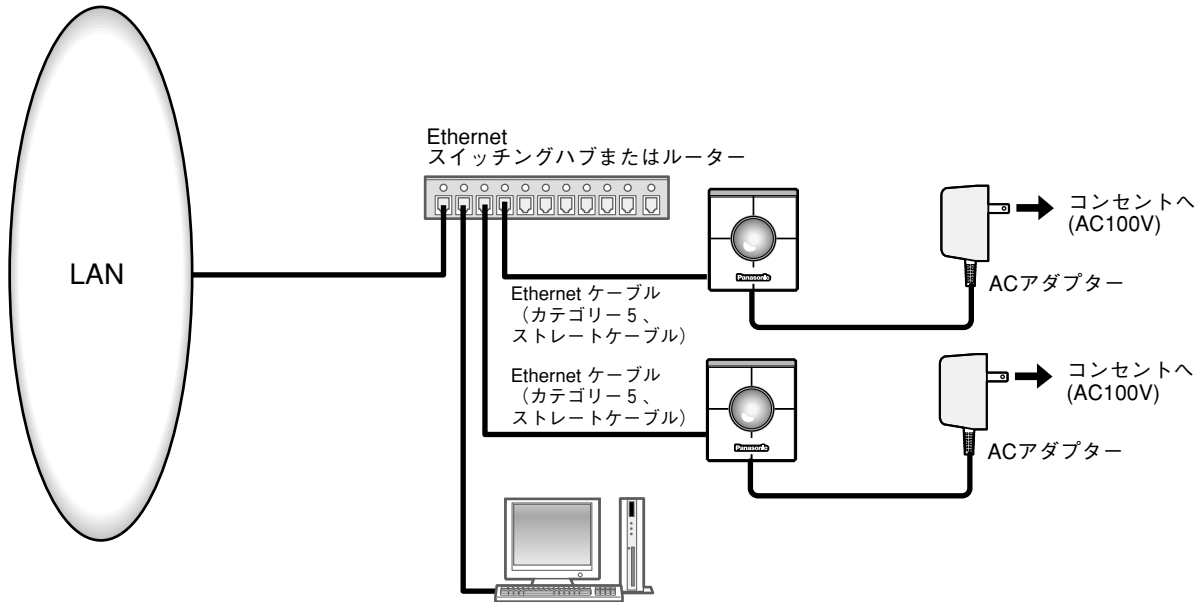 LAN
Ethernet
スイッチングハブまたはルーター
Panasonic
コンセントへ
(AC100V)
ACアダプター
Ethernet ケーブル
（カテゴリー５、
ストレートケーブル）
Ethernet ケーブル
（カテゴリー５、
ストレートケーブル）
Panasonic
コンセントへ
(AC100V)
ACアダプター